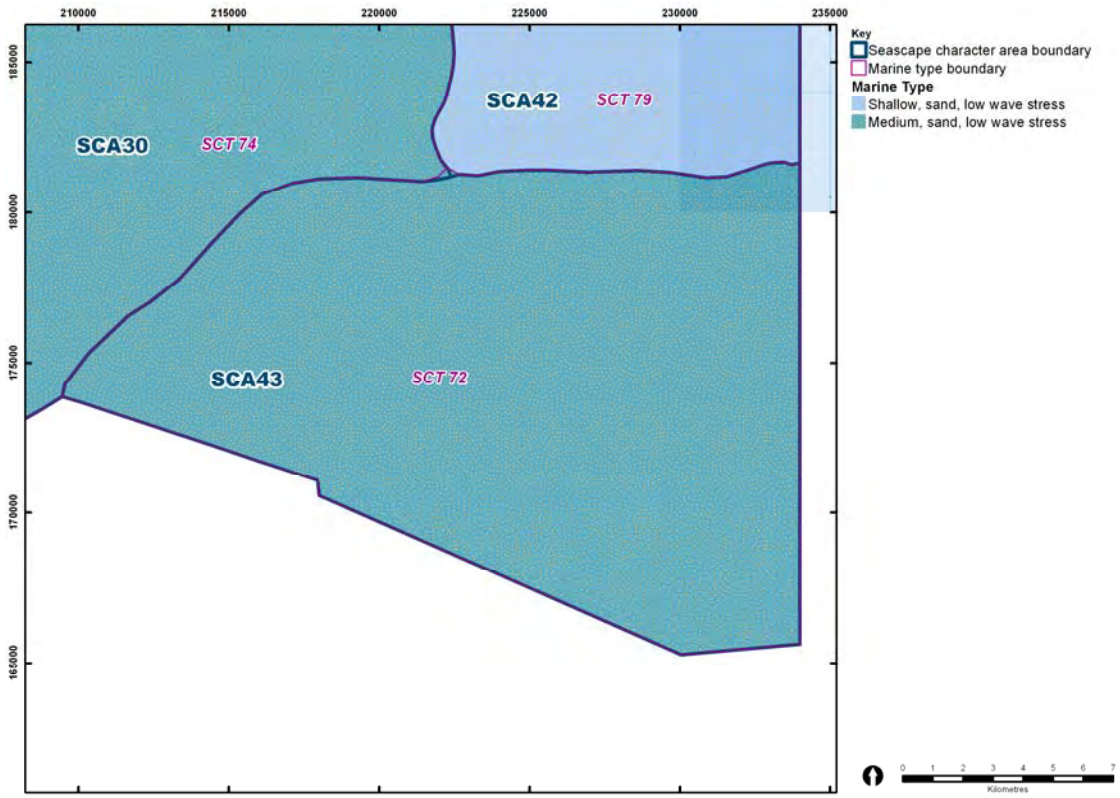 210000 215000 220000 225000 230000 235000
185000
180000
175000
170000
165000
SCA30
SCT 74
SCA42
SCT 79
SCA43
SCT 72
Key
Seascape character area boundary
Marine type boundary
Marine Type
Shallow, sand, low wave stress
Medium, sand, low wave stress
0 1 2 3 4 5 6 7
Kilometres